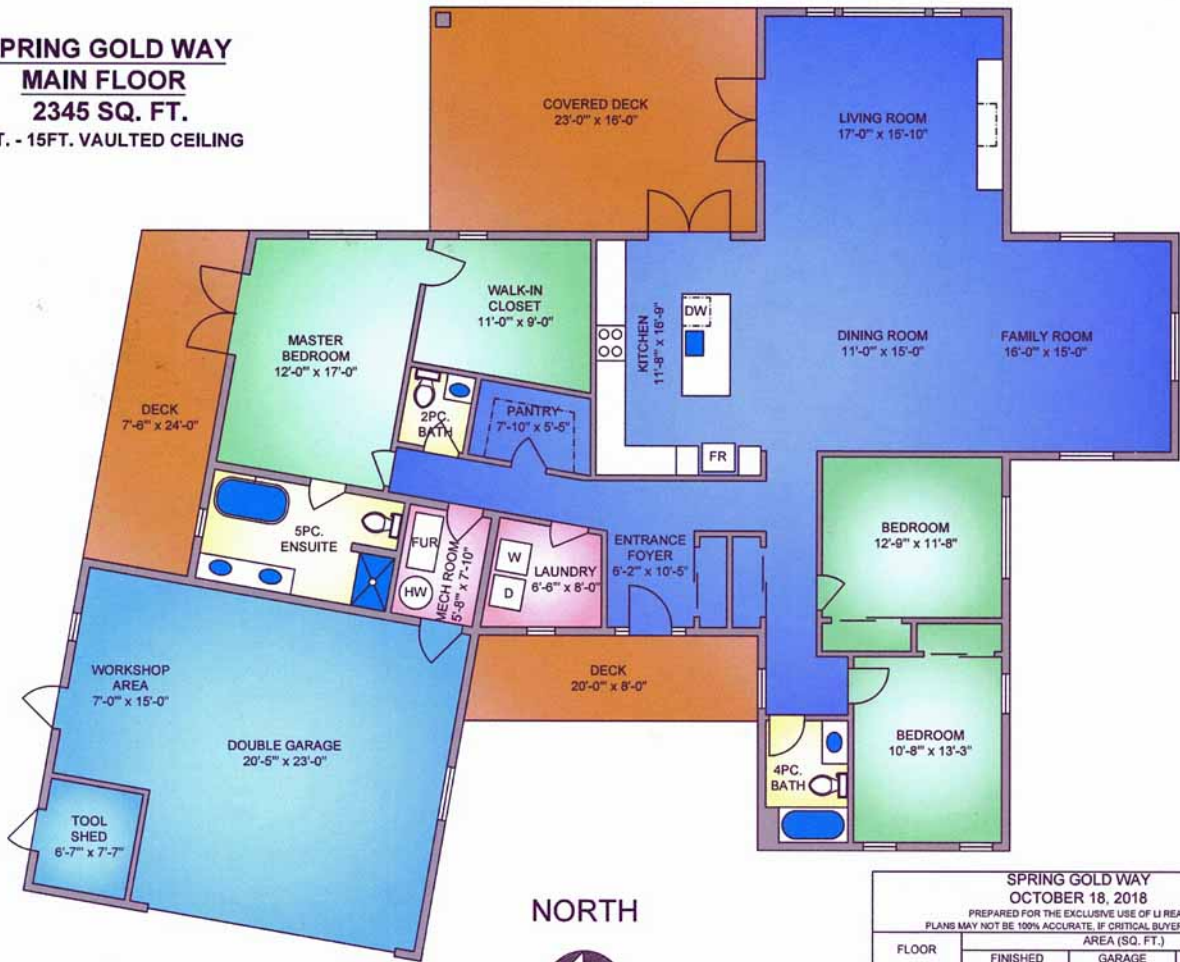 PRING GOLD WAY
MAIN FLOOR
2345 SQ. FT.
T. - 15FT. VAULTED CEILING
COVERED DECK
23'-0"' x 16'-0"
LIVING ROOM
17'-0"' x 15'-10"
WALK-IN
CLOSET
11'-0"' x 9'-0"
MASTER
BEDROOM
12'-0"' x 17'-0"
KITCHEN
11'-8"' x 16'-9"
DW
DINING ROOM
11'-0"' x 15'-0"
FAMILY ROOM
16'-0"' x 15'-0"
DECK
7'-6"' x 24'-0"
2PC.
BATH
PANTRY
7'-10" x 5'-5"
FR
5PC.
ENSUITE
FUR
HW
MECH ROOM
5'-8"' x 7'-10"
W
D
LAUNDRY
6'-6"' x 8'-0"
ENTRANCE
FOYER
6'-2"' x 10'-5"
BEDROOM
12'-9"' x 11'-8"
WORKSHOP
AREA
7'-0"' x 15'-0"
DECK
20'-0"' x 8'-0"
DOUBLE GARAGE
20'-5"' x 23'-0"
BEDROOM
10'-8"' x 13'-3"
4PC.
BATH
TOOL
SHED
6'-7"' x 7'-7"
NORTH
SPRING GOLD WAY
OCTOBER 18, 2018
PREPARED FOR THE EXCLUSIVE USE OF LI REA
PLANS MAY NOT BE 100% ACCURATE, IF CRITICAL BUYER
FLOOR
AREA (SQ. FT.)
FINISHED
GARAGE